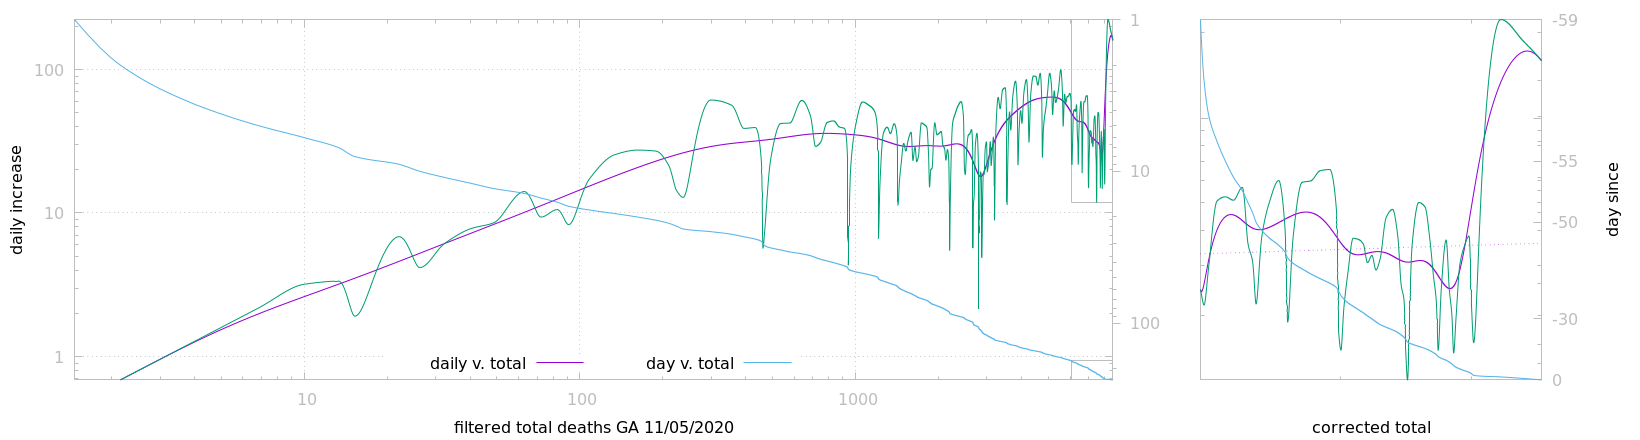 daily increase
100
10
1
daily v. total
day v. total
10
100
1000
filtered total deaths GA 11/05/2020
1
10
100
-59
-55
-50
-30
0
day since
corrected total